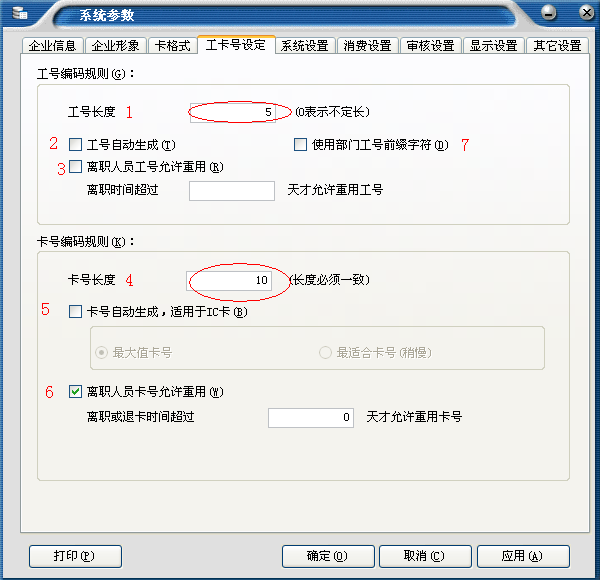 系统参数
企业信息 企业形象 卡格式 工卡号设定 系统设置 消费设置 审核设置 显示设置 其它设置
工号编码规则(G):
工号长度 1 5 (0表示不定长)
2 工号自动生成(T) 使用部门工号前缀字符(D) 7
3 离职人员工号允许重用(R)
离职时间超过 天才允许重用工号
卡号编码规则(K):
卡号长度 4 10 (长度必须一致)
5 卡号自动生成,适用于IC卡(B)
最大值卡号 最适合卡号(稍慢)
6 离职人员卡号允许重用(W)
离职或退卡时间超过 0 天才允许重用卡号
打印(P) 确定(O) 取消(C) 应用(A)